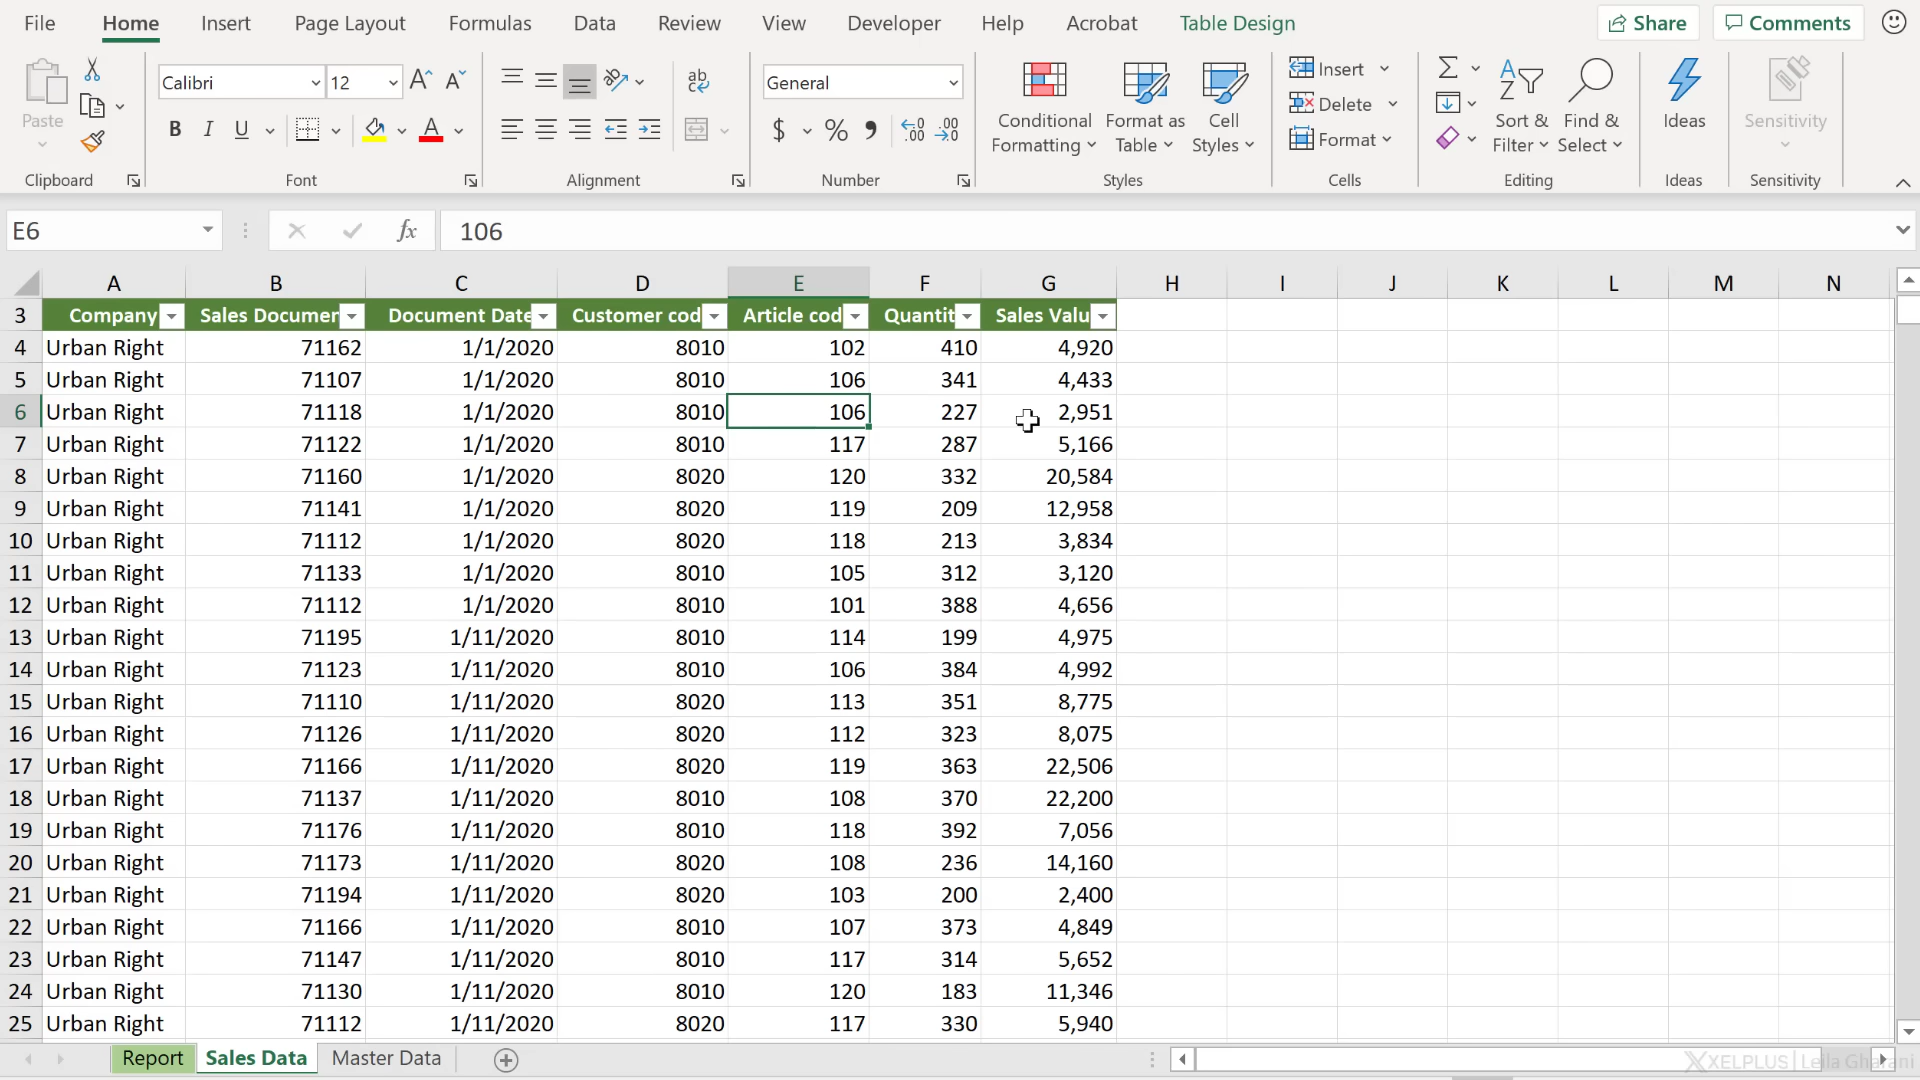 File Home Insert Page Layout Formulas Data Review View Developer Help Acrobat Table Design Share Comments
Calibri 12 General Insert
Paste Conditional Format as Cell Delete Sort & Find & Ideas Sensitivity
Formatting Table Styles Format Filter Select
Clipboard Font Alignment Number Styles Cells Editing Ideas Sensitivity
E6 fx 106
A B C D E F G H I J K L M N
3 Company Sales Documen Document Date Customer cod Article cod Quantit Sales Valu
4 Urban Right 71162 1/1/2020 8010 102 410 4,920
5 Urban Right 71107 1/1/2020 8010 106 341 4,433
6 Urban Right 71118 1/1/2020 8010 106 227 2,951
7 Urban Right 71122 1/1/2020 8010 117 287 5,166
8 Urban Right 71160 1/1/2020 8020 120 332 20,584
9 Urban Right 71141 1/1/2020 8020 119 209 12,958
10 Urban Right 71112 1/1/2020 8020 118 213 3,834
11 Urban Right 71133 1/1/2020 8010 105 312 3,120
12 Urban Right 71112 1/1/2020 8010 101 388 4,656
13 Urban Right 71195 1/11/2020 8010 114 199 4,975
14 Urban Right 71123 1/11/2020 8010 106 384 4,992
15 Urban Right 71110 1/11/2020 8020 113 351 8,775
16 Urban Right 71126 1/11/2020 8020 112 323 8,075
17 Urban Right 71166 1/11/2020 8020 119 363 22,506
18 Urban Right 71137 1/11/2020 8010 108 370 22,200
19 Urban Right 71176 1/11/2020 8010 118 392 7,056
20 Urban Right 71173 1/11/2020 8020 108 236 14,160
21 Urban Right 71194 1/11/2020 8020 103 200 2,400
22 Urban Right 71166 1/11/2020 8010 107 373 4,849
23 Urban Right 71147 1/11/2020 8010 117 314 5,652
24 Urban Right 71130 1/11/2020 8010 120 183 11,346
25 Urban Right 71112 1/11/2020 8020 117 330 5,940
Report Sales Data Master Data XELPLUS | Leila Gharani